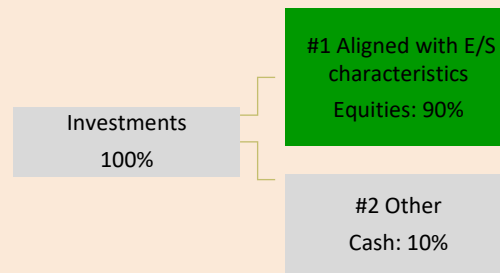 #1 Aligned with E/S
characteristics
Equities: 90%
Investments
100%
#2 Other
Cash: 10%